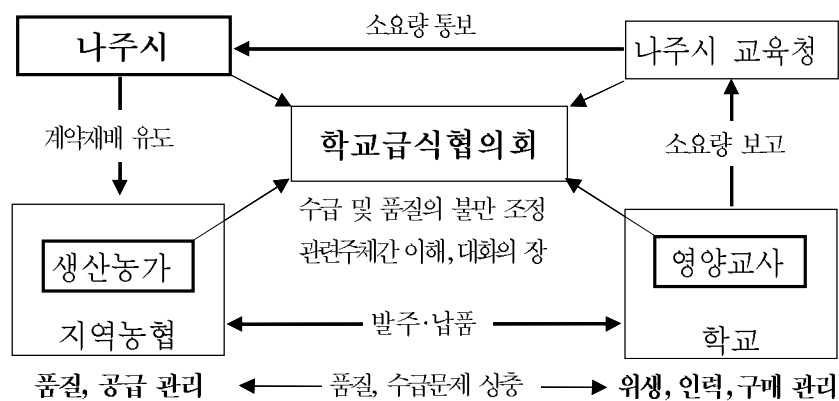 소요량 통보
나주시
나주시 교육청
계약재배 유도
학교급식협의회
소요량 보고
수급 및 품질의 불만 조정
관련주체간 이해, 대화의 장
생산농가
영양교사
지역농협
발주·납품
학교
품질, 공급 관리
품질, 수급문제 상충
위생, 인력, 구매 관리